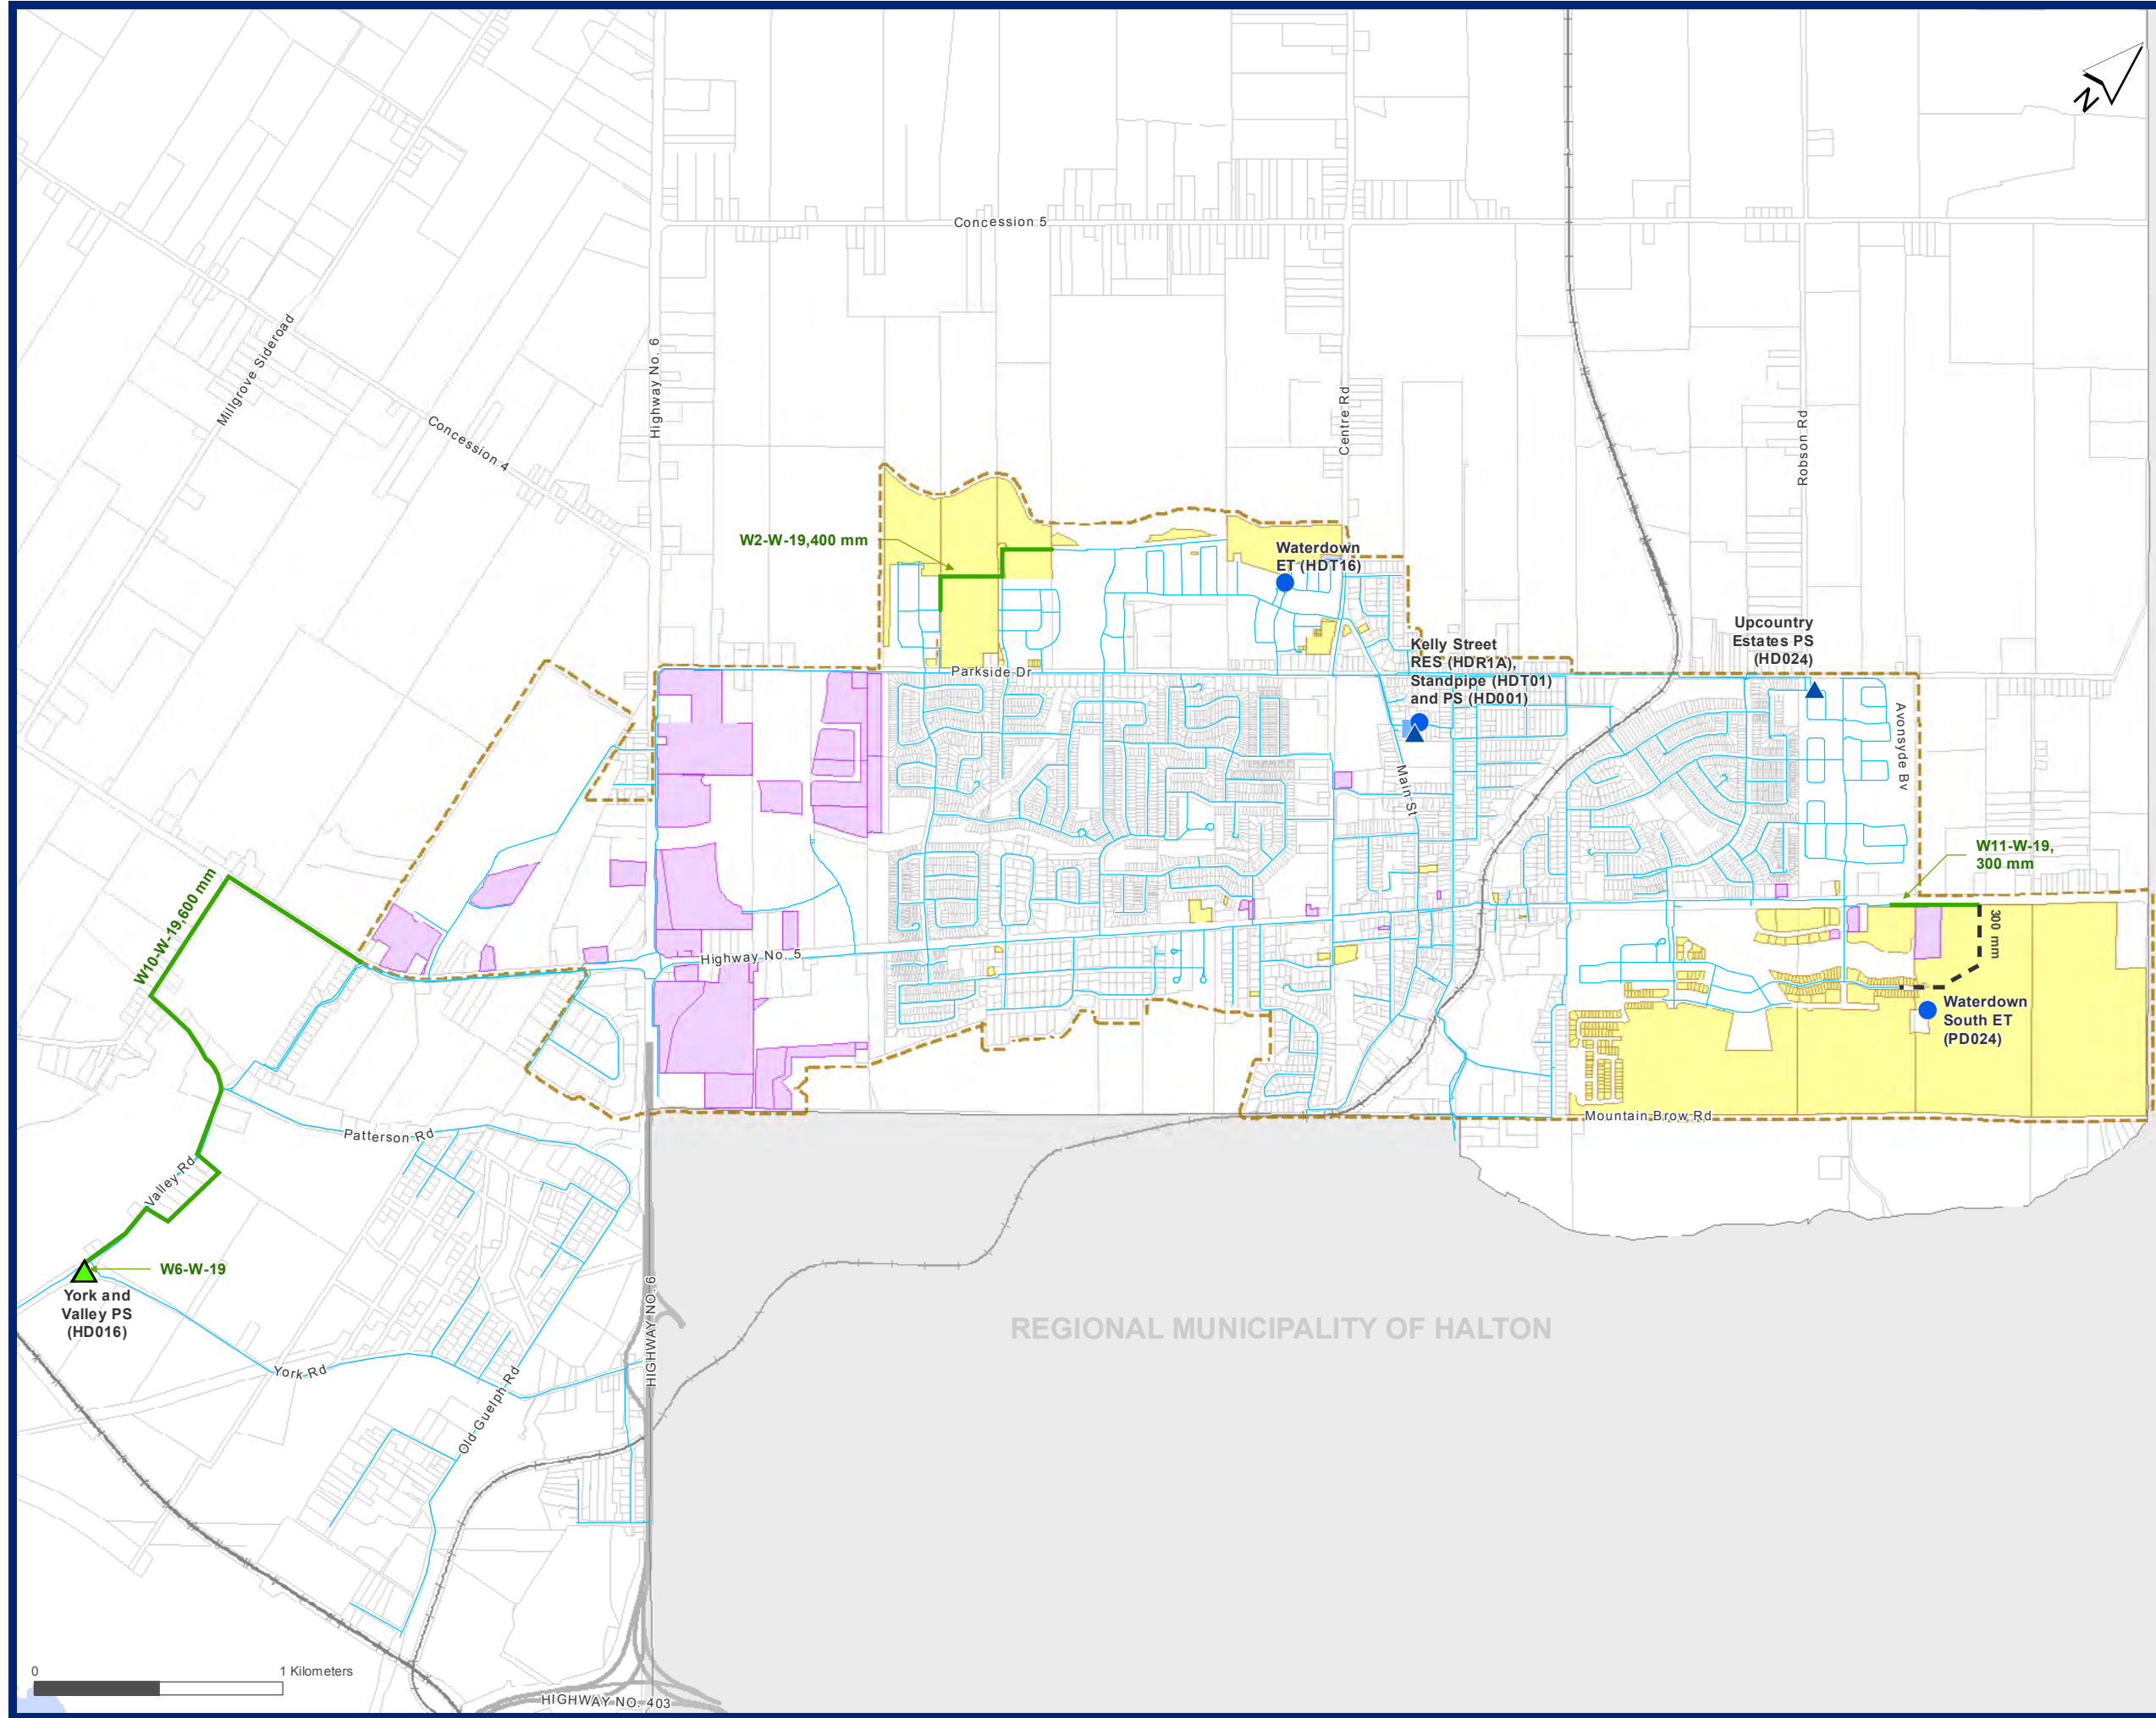 N
Concession 5
Millgrove Sideroad
Highway No. 6
Concession 4
Centre Rd
Robson Rd
W2-W-19,400 mm
Waterdown
ET (HDT16)
Upcountry
Estates PS
(HD024)
Kelly Street
RES (HDR1A),
Standpipe (HDT01)
and PS (HD001)
Parkside Dr
Avonsyde Bv
Main St
W11-W-19,
300 mm
W10-W-19,600 mm
300 mm
Highway No. 5
Waterdown
South ET
(PD024)
Mountain Brow Rd
Patterson Rd
Valley Rd
W6-W-19
York and
Valley PS
(HD016)
HIGHWAY NO. 6
REGIONAL MUNICIPALITY OF HALTON
York Rd
Old Guelph Rd
0
1 Kilometers
HIGHWAY NO. 403